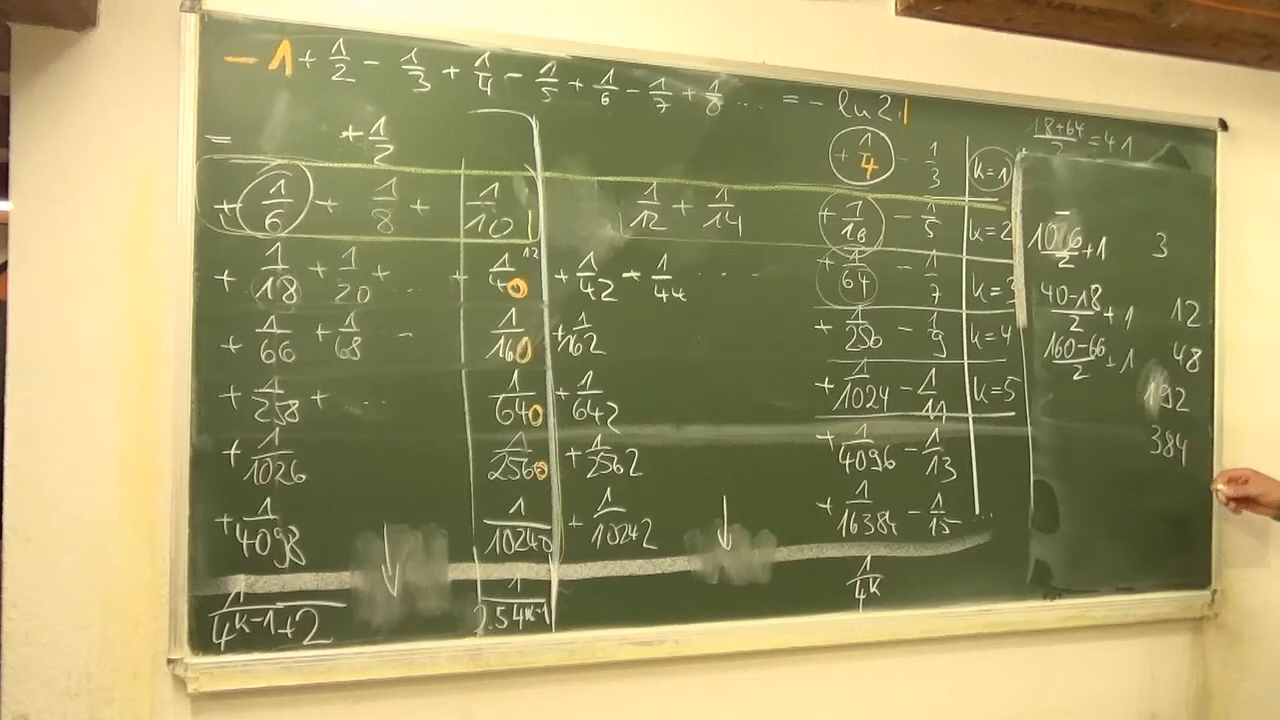 - 1 + 1/2 - 1/3 + 1/4 - 1/5 + 1/6 - 1/7 + 1/8 .... = - ln 2
= + 1/2 + 1/4 - 1/3 k=1
+ 1/6 + 1/8 + 1/10 1/12 + 1/14 + 1/16 - 1/5 k=2
+ 1/18 + 1/20 + .. + 1/40 + 1/42 + 1/44 .... + 1/64 - 1/7 k=3
+ 1/66 + 1/68 - 1/160 + 1/162 + 1/256 - 1/9 k=4
+ 1/258 + ... 1/640 + 1/642 + 1/1024 - 1/11 k=5
+ 1/1026 1/2560 + 1/2562 + 1/4096 - 1/13
+ 1/4098 1/10240 + 1/10242 + 1/16384 - 1/15 ...
1/4^k-1+2 1/2.5 4^k-1 1/4^k
18+64/2 = 41
10-6/2 + 1 3
40-18/2 + 1 12
160-66/2 + 1 48
192
384